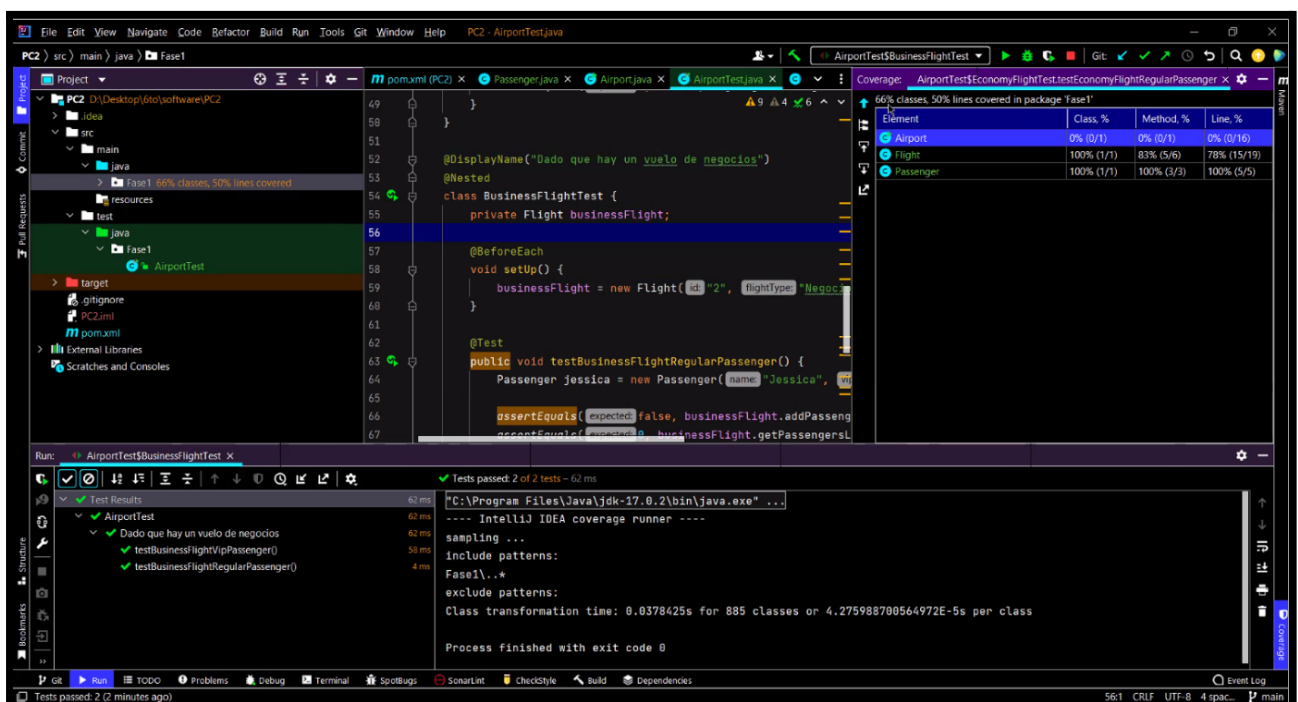 File Edit View Navigate Code Refactor Build Run Tools Git Window Help PC2 - AirportTest.java
PC2 src main java Fase1
AirportTest$BusinessFlightTest Git:
Project
pom.xml (PC2) Passenger.java Airport.java AirportTest.java
Coverage: AirportTest$EconomyFlightTest.testEconomyFlightRegularPassenger
PC2 D:\Desktop\6to\software\PC2
.idea
src
main
java
Fase1 66% classes, 50% lines covered
resources
test
java
Fase1
AirportTest
target
.gitignore
PC2.iml
pom.xml
External Libraries
Scratches and Consoles
Project
Commit
Pull Requests
9 4 6
49 }
50 }
51
52 @DisplayName("Dado que hay un vuelo de negocios")
53 @Nested
54 class BusinessFlightTest {
55 private Flight businessFlight;
56
57 @BeforeEach
58 void setUp() {
59 businessFlight = new Flight( id: "2", flightType: "Negoci
60 }
61
62 @Test
63 public void testBusinessFlightRegularPassenger() {
64 Passenger jessica = new Passenger( name: "Jessica",
65
66 assertEquals( expected: false, businessFlight.addPasseng
67 assertEquals( expected: 0, businessFlight.getPassengersL
66% classes, 50% lines covered in package 'Fase1'
Element Class, % Method, % Line, %
Airport 0% (0/1) 0% (0/1) 0% (0/16)
Flight 100% (1/1) 83% (5/6) 78% (15/19)
Passenger 100% (1/1) 100% (3/3) 100% (5/5)
Maven
Run: AirportTest$BusinessFlightTest
Tests passed: 2 of 2 tests – 62 ms
Test Results 62 ms
AirportTest 62 ms
Dado que hay un vuelo de negocios 62 ms
testBusinessFlightVipPassenger() 58 ms
testBusinessFlightRegularPassenger() 4 ms
"C:\Program Files\Java\jdk-17.0.2\bin\java.exe" ...
---- IntelliJ IDEA coverage runner ----
sampling ...
include patterns:
Fase1\..*
exclude patterns:
Class transformation time: 0.0378425s for 885 classes or 4.275988700564972E-5s per class
Process finished with exit code 0
Structure
Bookmarks
Coverage
Git Run TODO Problems Debug Terminal SpotBugs SonarLint CheckStyle Build Dependencies Event Log
Tests passed: 2 (2 minutes ago) 56:1 CRLF UTF-8 4 spac... main